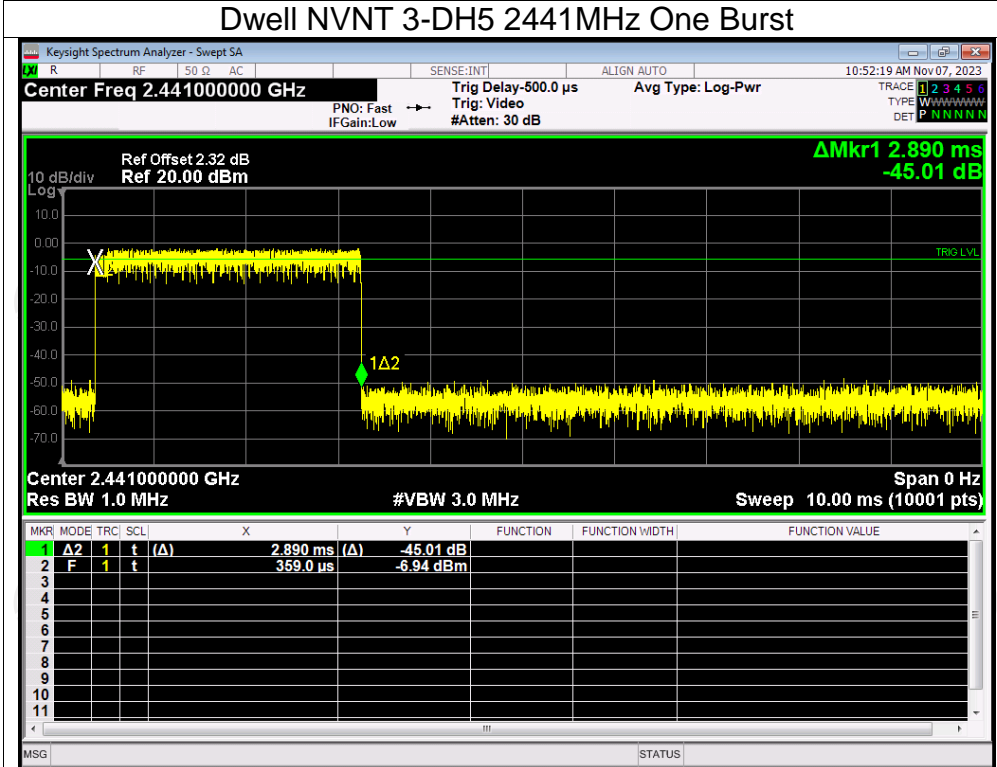 Dwell NVNT 3-DH5 2441MHz One Burst
Keysight Spectrum Analyzer - Swept SA
LXI R RF 50 Ω AC SENSE:INT ALIGN AUTO 10:52:19 AM Nov 07, 2023
Center Freq 2.441000000 GHz Trig Delay-500.0 µs Avg Type: Log-Pwr TRACE 1 2 3 4 5 6
PNO: Fast Trig: Video TYPE WWWWWW
IFGain:Low #Atten: 30 dB DET P N N N N N
ΔMkr1 2.890 ms
-45.01 dB
Ref Offset 2.32 dB
10 dB/div Ref 20.00 dBm
Log
10.0
0.00
TRIG LVL
-10.0
-20.0
-30.0
-40.0
1Δ2
-50.0
-60.0
-70.0
Center 2.441000000 GHz Span 0 Hz
Res BW 1.0 MHz #VBW 3.0 MHz Sweep 10.00 ms (10001 pts)
MKR MODE TRC SCL X Y FUNCTION FUNCTION WIDTH FUNCTION VALUE
1 Δ2 1 t (Δ) 2.890 ms (Δ) -45.01 dB
2 F 1 t 359.0 µs -6.94 dBm
3
4
5
6
7
8
9
10
11
MSG STATUS